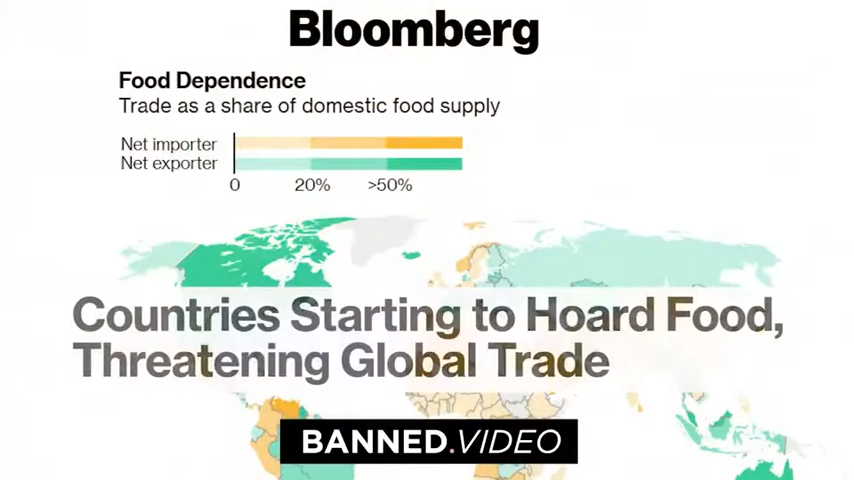 Bloomberg
Food Dependence
Trade as a share of domestic food supply
Net importer
Net exporter
0 20% >50%
Countries Starting to Hoard Food,
Threatening Global Trade
BANNED.VIDEO